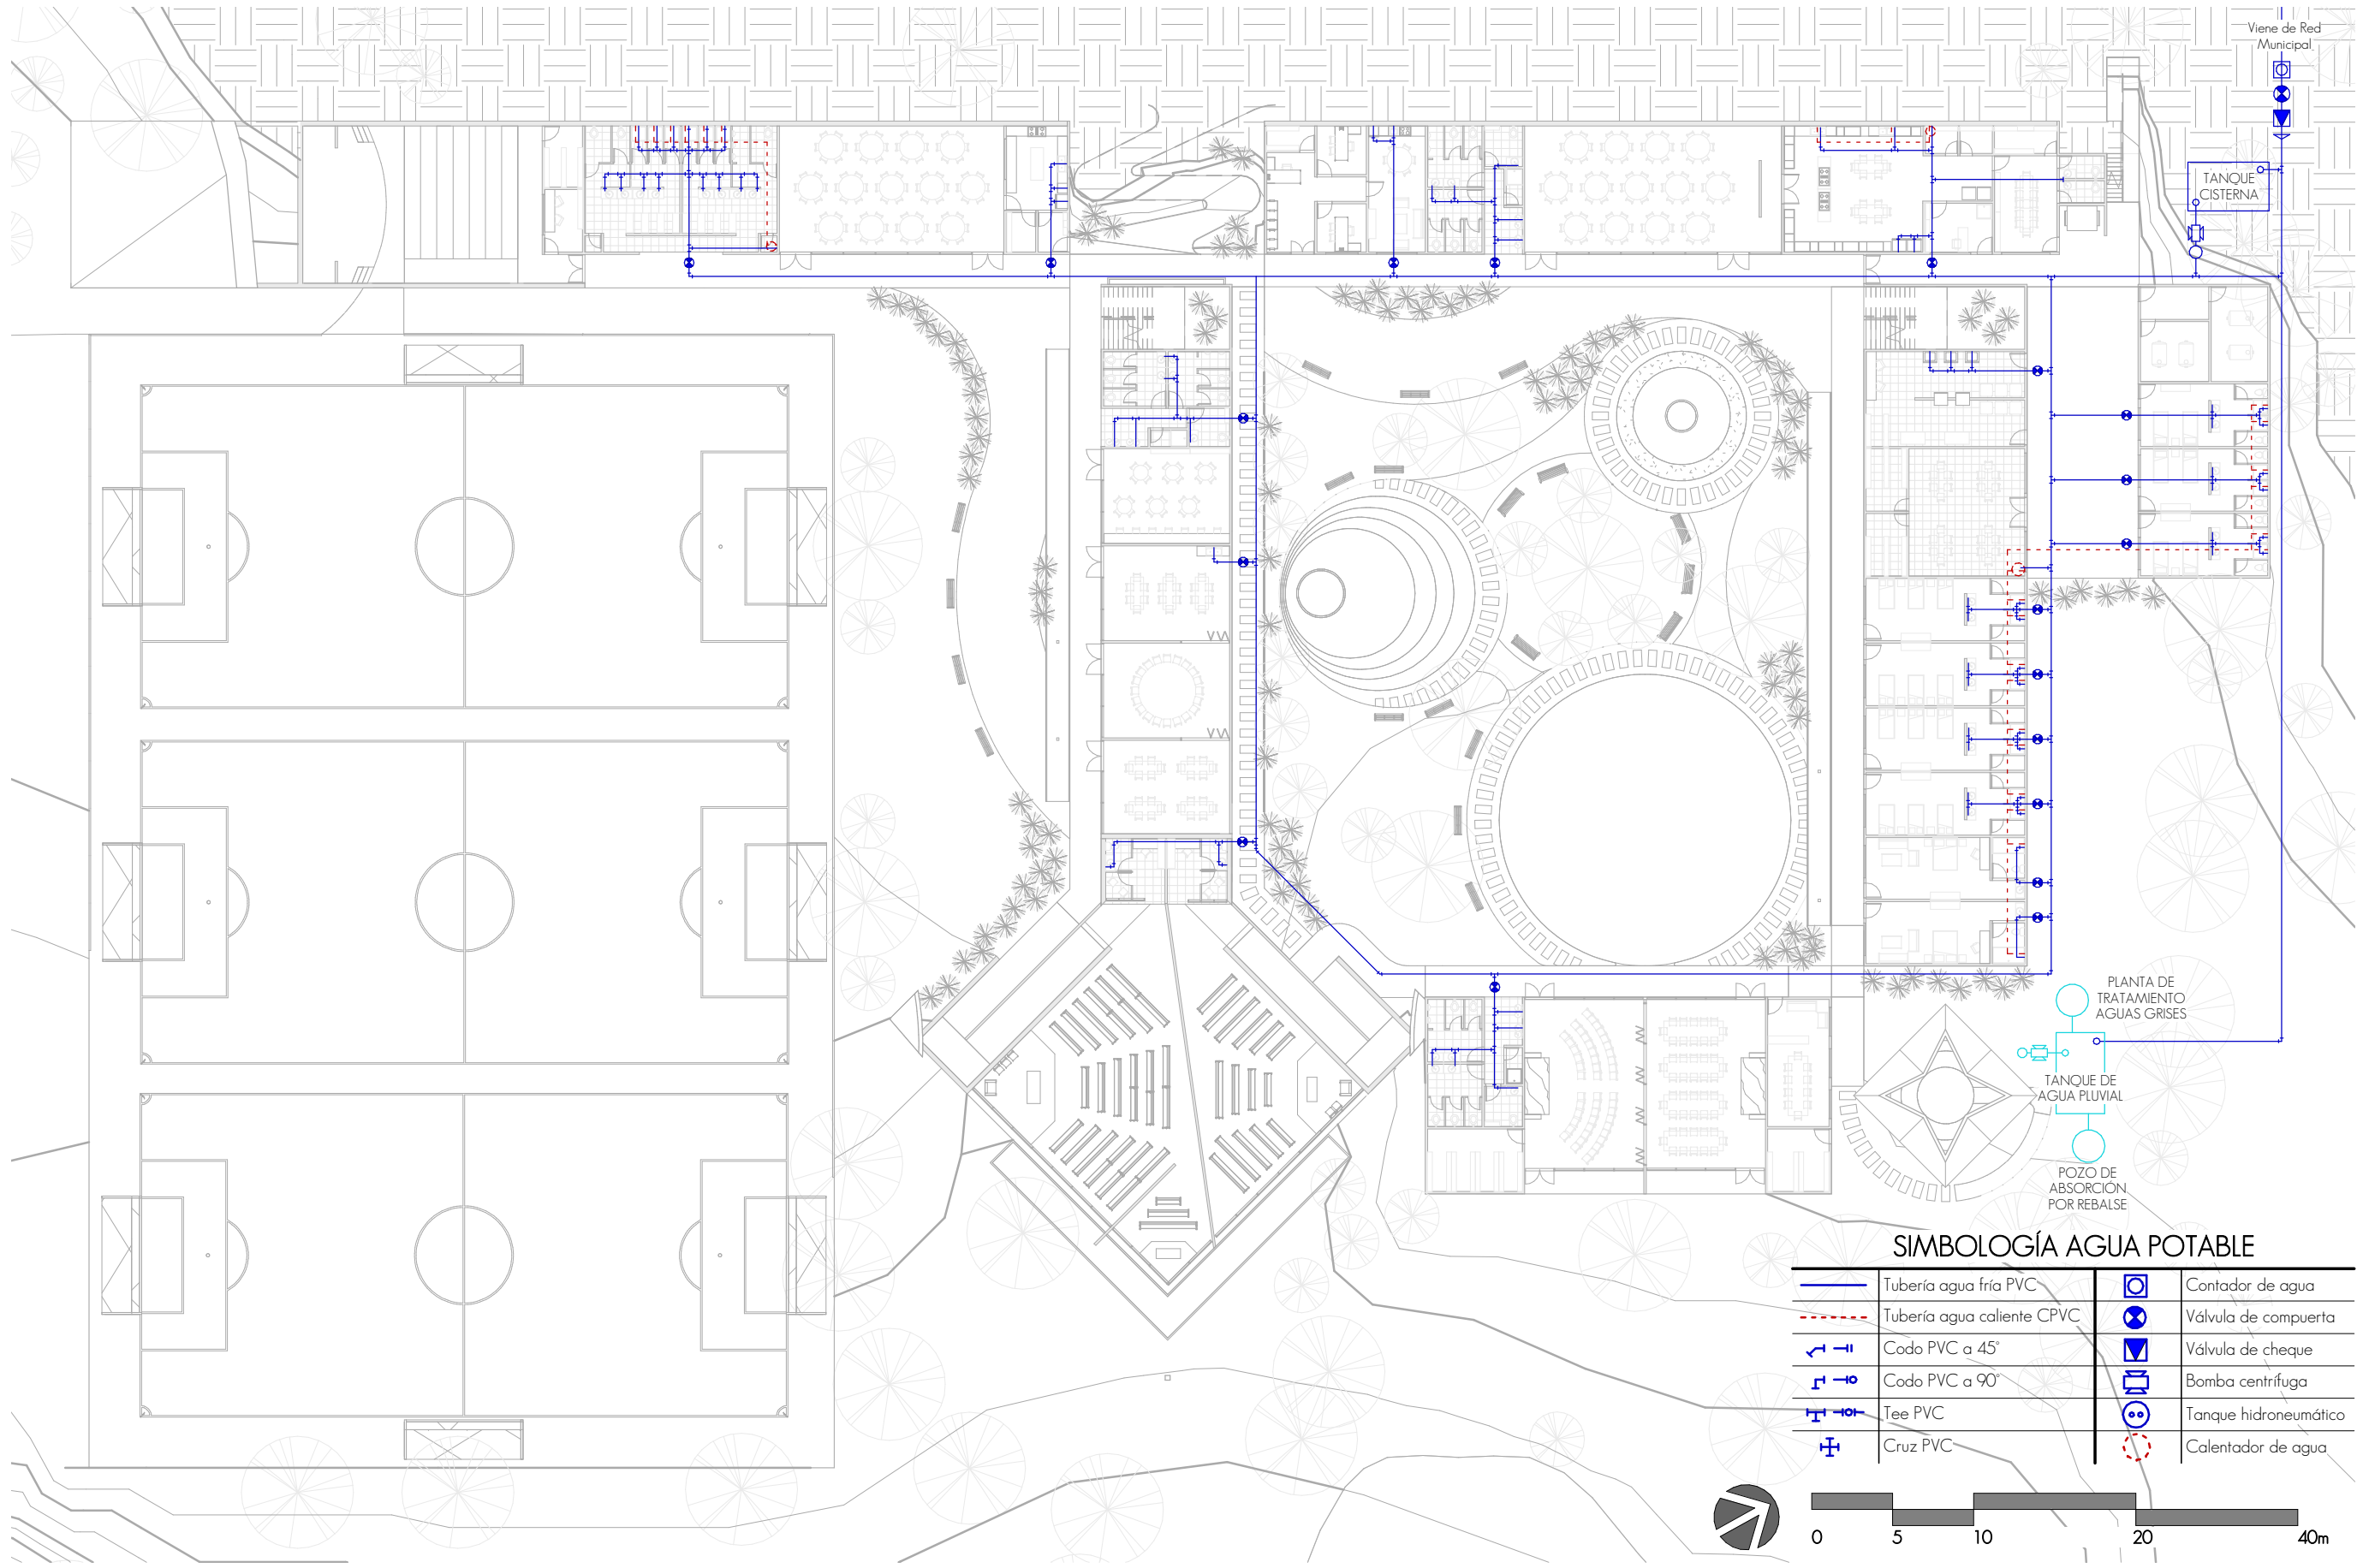 Viene de Red
Municipal
TANQUE
CISTERNA
PLANTA DE
TRATAMIENTO
AGUAS GRISES
TANQUE DE
AGUA PLUVIAL
POZO DE
ABSORCIÓN
POR REBALSE
SIMBOLOGÍA AGUA POTABLE
Tubería agua fría PVC
Contador de agua
Tubería agua caliente CPVC
Válvula de compuerta
Codo PVC a 45°
Válvula de cheque
Codo PVC a 90°
Bomba centrífuga
Tee PVC
Tanque hidroneumático
Cruz PVC
Calentador de agua
0 5 10 20 40m